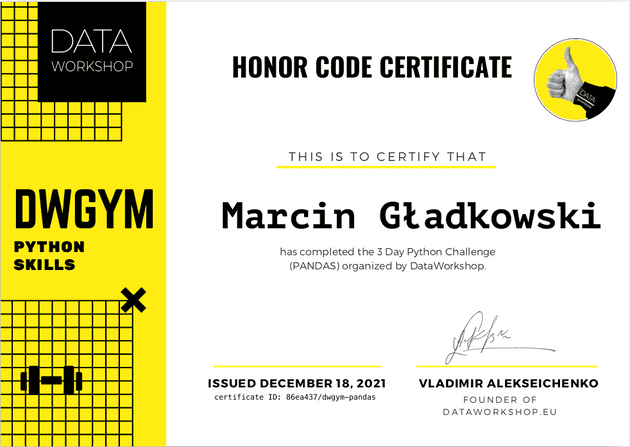 DATA
WORKSHOP
HONOR CODE CERTIFICATE
DATA
THIS IS TO CERTIFY THAT
DWGYM
PYTHON
SKILLS
Marcin Gładkowski
has completed the 3 Day Python Challenge
(PANDAS) organized by DataWorkshop.
ISSUED DECEMBER 18, 2021
certificate ID: 86ea437/dwgym-pandas
VLADIMIR ALEKSEICHENKO
FOUNDER OF
DATAWORKSHOP.EU